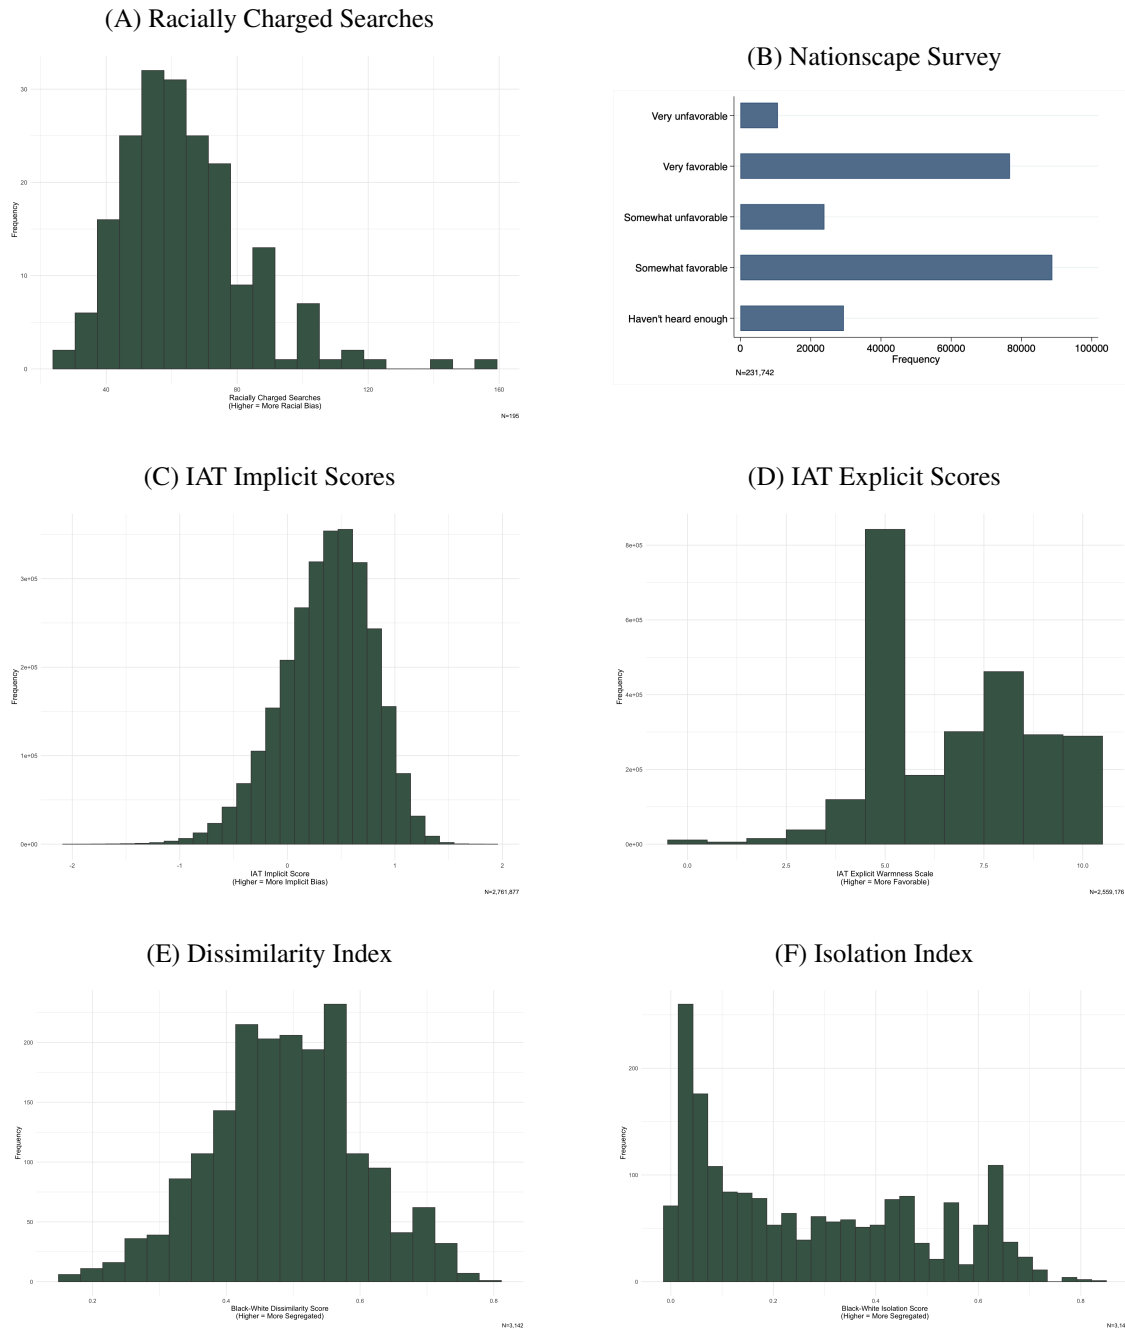 (A) Racially Charged Searches
30
20
10
0
Frequency
40 80 120 160
Racially Charged Searches
(Higher = More Racial Bias)
N=195
(B) Nationscape Survey
Very unfavorable
Very favorable
Somewhat unfavorable
Somewhat favorable
Haven't heard enough
0 20000 40000 60000 80000 100000
Frequency
N=231,742
(C) IAT Implicit Scores
3e+05
2e+05
1e+05
0e+00
Frequency
-2 -1 0 1 2
IAT Implicit Score
(Higher = More Implicit Bias)
N=2,761,877
(D) IAT Explicit Scores
8e+05
6e+05
4e+05
2e+05
0e+00
Frequency
0.0 2.5 5.0 7.5 10.0
IAT Explicit Warmness Scale
(Higher = More Favorable)
N=2,559,176
(E) Dissimilarity Index
200
150
100
50
0
Frequency
0.2 0.4 0.6 0.8
Black-White Dissimilarity Score
(Higher = More Segregated)
N=3,142
(F) Isolation Index
200
100
0
Frequency
0.0 0.2 0.4 0.6 0.8
Black-White Isolation Score
(Higher = More Segregated)
N=3,14